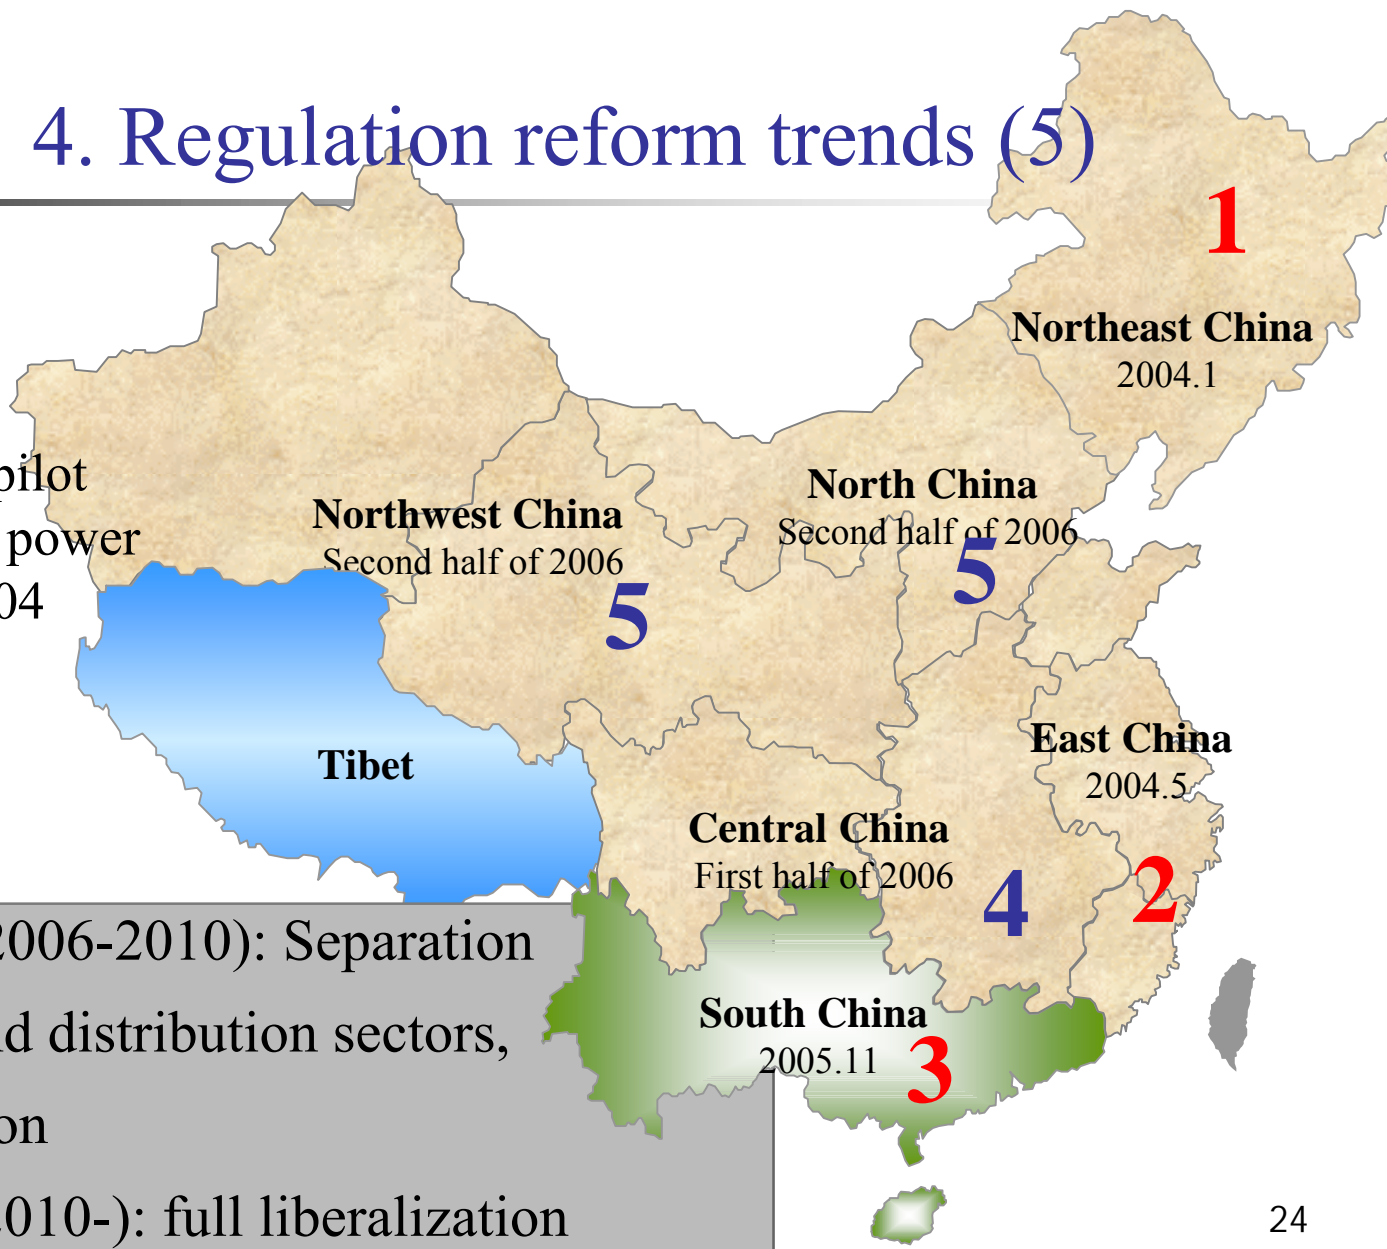 4. Regulation reform trends (5)
1
Northeast China
2004.1
pilot
power
04
North China
Second half of 2006
5
Northwest China
Second half of 2006
5
Tibet
East China
2004.5
2
Central China
First half of 2006
4
South China
2005.11
3
2006-2010): Separation
d distribution sectors,
on
2010-): full liberalization
24